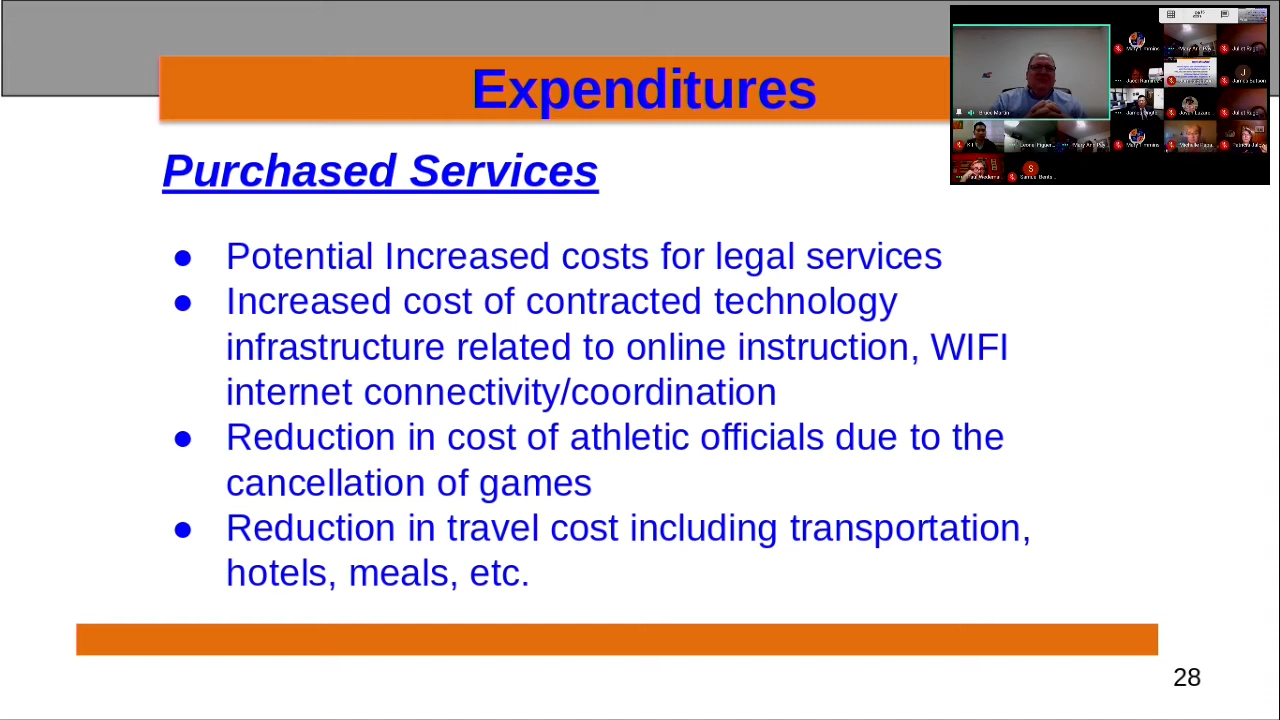 Expenditures
Purchased Services
● Potential Increased costs for legal services
● Increased cost of contracted technology
infrastructure related to online instruction, WIFI
internet connectivity/coordination
● Reduction in cost of athletic officials due to the
cancellation of games
● Reduction in travel cost including transportation,
hotels, meals, etc.
28
Bruce Martin
J
S